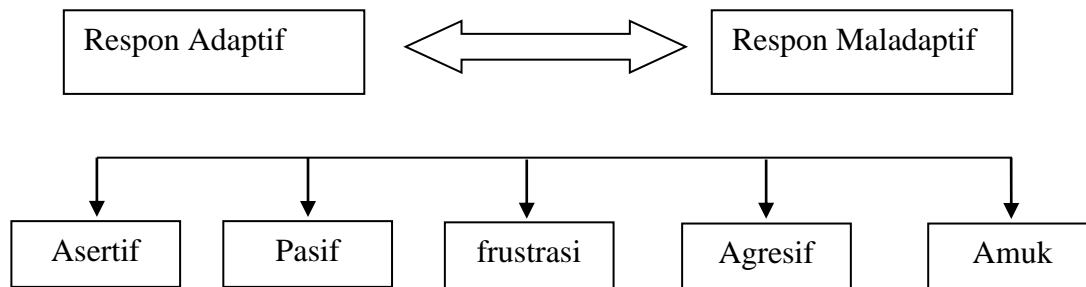 Respon Adaptif
Respon Maladaptif
Asertif
Pasif
frustrasi
Agresif
Amuk